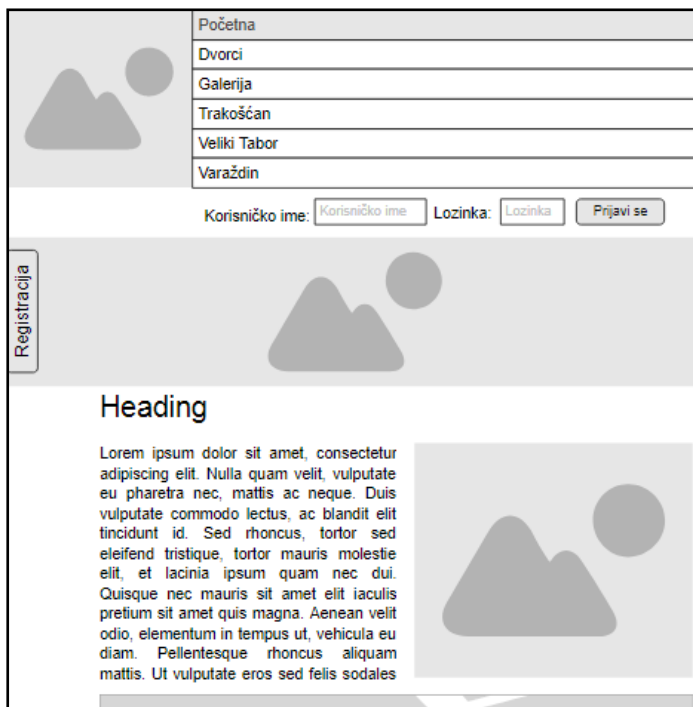 Početna
Dvorci
Galerija
Trakošćan
Veliki Tabor
Varaždin
Korisničko ime: Korisničko ime Lozinka: Lozinka Prijavi se
Registracija
Heading
Lorem ipsum dolor sit amet, consectetur
adipiscing elit. Nulla quam velit, vulputate
eu pharetra nec, mattis ac neque. Duis
vulputate commodo lectus, ac blandit elit
tincidunt id. Sed rhoncus, tortor sed
eleifend tristique, tortor mauris molestie
elit, et lacinia ipsum quam nec dui.
Quisque nec mauris sit amet elit iaculis
pretium sit amet quis magna. Aenean velit
odio, elementum in tempus ut, vehicula eu
diam. Pellentesque rhoncus aliquam
mattis. Ut vulputate eros sed felis sodales